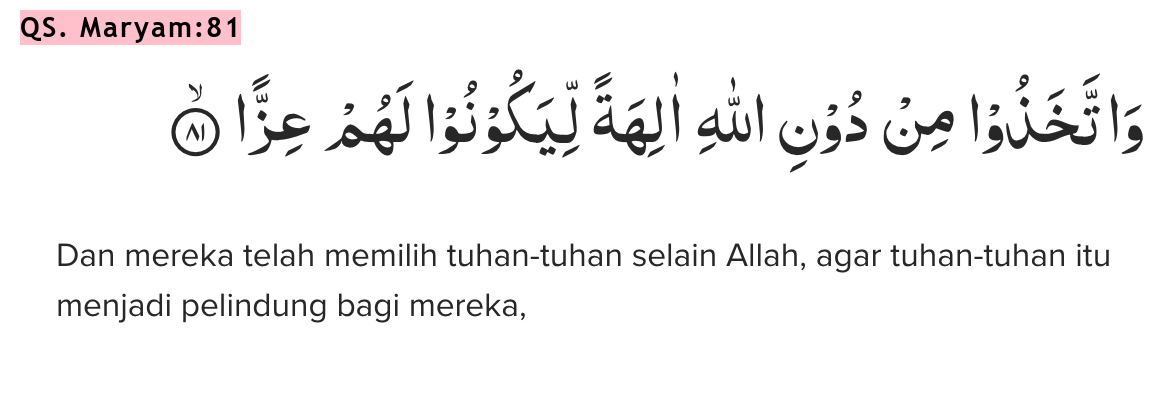 QS. Maryam:81
وَاتَّخَذُوْا مِنْ دُوْنِ اللّٰهِ اٰلِهَةً لِّيَكُوْنُوْا لَهُمْ عِزًّا ۙ ٨١
Dan mereka telah memilih tuhan-tuhan selain Allah, agar tuhan-tuhan itu
menjadi pelindung bagi mereka,